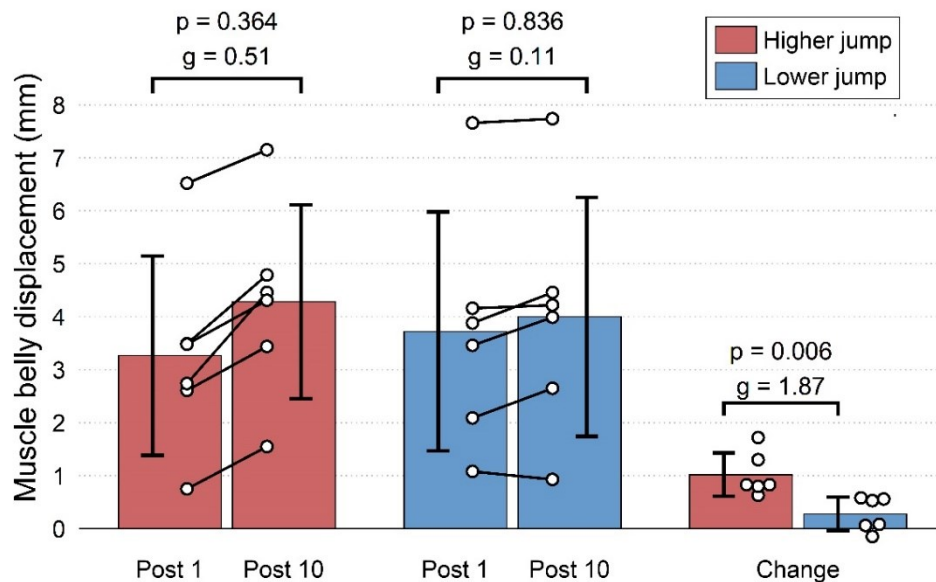 p = 0.364
g = 0.51
p = 0.836
g = 0.11
Higher jump
Lower jump
Muscle belly displacement (mm)
8
7
6
5
4
3
2
1
0
p = 0.006
g = 1.87
Post 1
Post 10
Post 1
Post 10
Change